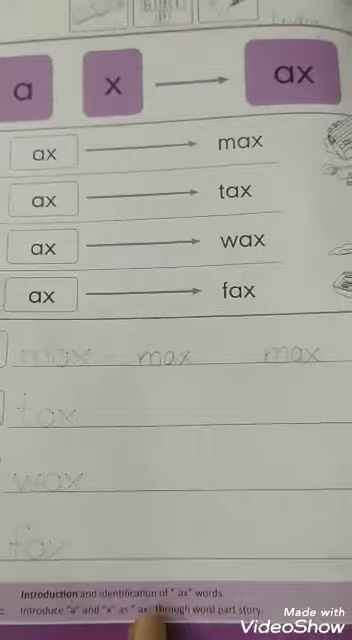 a x ax
ax max
ax tax
ax wax
ax fax
max max max
tax
wax
fax
Introduction and identification of " ax" words.
Introduce "a" and "x" as " ax" through word part story.
Made with
VideoShow